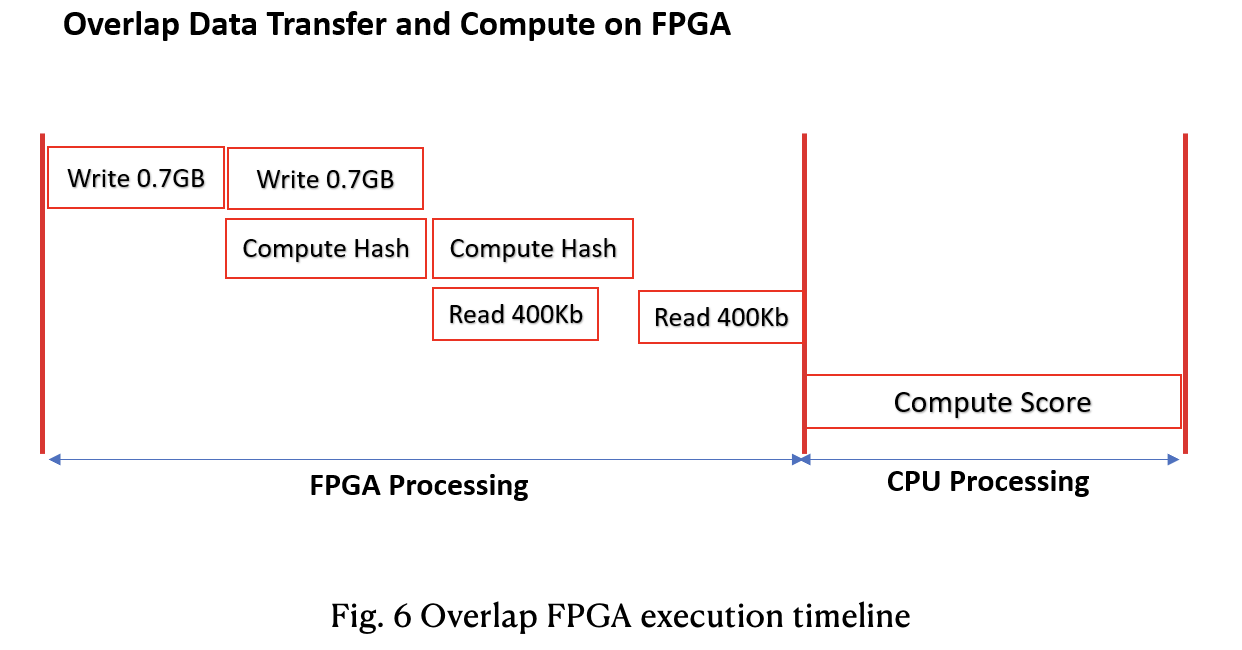 Overlap Data Transfer and Compute on FPGA
Write 0.7GB
Write 0.7GB
Compute Hash
Compute Hash
Read 400Kb
Read 400Kb
Compute Score
FPGA Processing
CPU Processing
Fig. 6 Overlap FPGA execution timeline